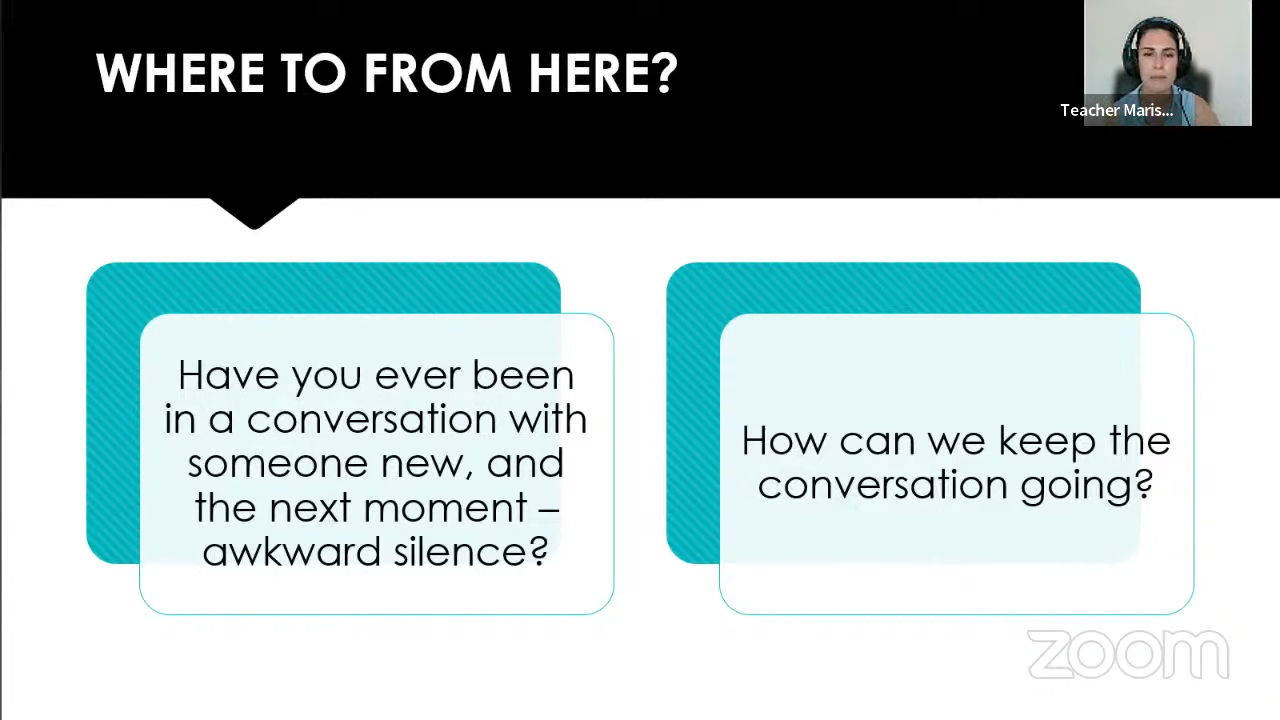 WHERE TO FROM HERE?
Teacher Maris...
Have you ever been
in a conversation with
someone new, and
the next moment –
awkward silence?
How can we keep the
conversation going?
zoom